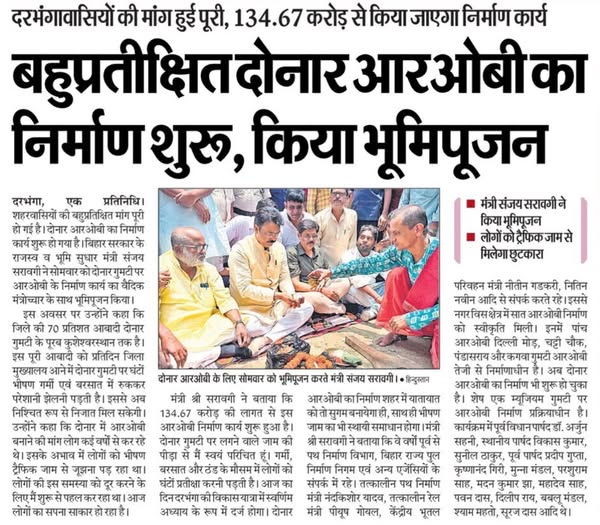 दरभंगावासियों की मांग हुई पूरी, 134.67 करोड़ से किया जाएगा निर्माण कार्य
बहुप्रतीक्षित दोनार आरओबी का
निर्माण शुरू, किया भूमिपूजन
दरभंगा, एक प्रतिनिधि।
शहरवासियों की बहुप्रतीक्षित मांग पूरी
हो गई है। दोनार आरओबी का निर्माण
कार्य शुरू हो गया है। बिहार सरकार के
राजस्व व भूमि सुधार मंत्री संजय
सरावगी ने सोमवार को दोनार गुमटी पर
आरओबी के निर्माण कार्य का वैदिक
मंत्रोच्चार के साथ भूमिपूजन किया।
इस अवसर पर उन्होंने कहा कि
जिले की 70 प्रतिशत आबादी दोनार
गुमटी के पूरब कुशेश्वरस्थान तक है।
इस पूरी आबादी को प्रतिदिन जिला
मुख्यालय आने में दोनार गुमटी पर घंटों
भीषण गर्मी एवं बरसात में रुककर
परेशानी झेलनी पड़ती है। इससे अब
निश्चित रूप से निजात मिल सकेगी।
उन्होंने कहा कि दोनार में आरओबी
बनाने की मांग लोग कई वर्षों से कर रहे
थे। इसके अभाव में लोगों को भीषण
ट्रैफिक जाम से जूझना पड़ रहा था।
लोगों की इस समस्या को दूर करने के
लिए मैं शुरू से पहल कर रहा था। आज
लोगों का सपना साकार हो रहा है।
दोनार आरओबी के लिए सोमवार को भूमिपूजन करते मंत्री संजय सरावगी। • हिन्दुस्तान
मंत्री श्री सरावगी ने बताया कि
134.67 करोड़ की लागत से इस
आरओबी निर्माण कार्य शुरू हुआ है।
दोनार गुमटी पर लगने वाले जाम की
पीड़ा से मैं स्वयं परिचित हूं। गर्मी,
बरसात और ठंड के मौसम में लोगों को
घंटों प्रतीक्षा करनी पड़ती है। आज का
दिन दरभंगा की विकास यात्रा में स्वर्णिम
अध्याय के रूप में दर्ज होगा। दोनार
आरओबी का निर्माण शहर में यातायात
को तो सुगम बनायेगा ही, साथ ही भीषण
जाम का भी स्थायी समाधान होगा। मंत्री
श्री सरावगी ने बताया कि वे वर्षों पूर्व से
पथ निर्माण विभाग, बिहार राज्य पुल
निर्माण निगम एवं अन्य एजेंसियों के
संपर्क में रहे। तत्कालीन पथ निर्माण
मंत्री नंदकिशोर यादव, तत्कालीन रेल
मंत्री पीयूष गोयल, केंद्रीय भूतल
■ मंत्री संजय सरावगी ने
किया भूमिपूजन
■ लोगों को ट्रैफिक जाम से
मिलेगा छुटकारा
परिवहन मंत्री नीतीन गडकरी, नितिन
नवीन आदि से संपर्क करते रहे। इससे
नगर विस क्षेत्र में सात आरओबी निर्माण
को स्वीकृति मिली। इनमें पांच
आरओबी दिल्ली मोड़, चट्टी चौक,
पंडासराय और कगवा गुमटी आरओबी
तेजी से निर्माणाधीन है। अब दोनार
आरओबी का निर्माण भी शुरू हो चुका
है। शेष एक म्यूजियम गुमटी पर
आरओबी निर्माण प्रक्रियाधीन है।
कार्यक्रम में पूर्व विधान पार्षद डॉ. अर्जुन
सहनी, स्थानीय पार्षद विकास कुमार,
सुनील ठाकुर, पूर्व पार्षद प्रदीप गुप्ता,
कृष्णानंद गिरी, मुन्ना मंडल, परशुराम
साह, मदन कुमार झा, महादेव साह,
पवन दास, दिलीप राय, बबलू मंडल,
श्याम महतो, सूरज दास आदि थे।